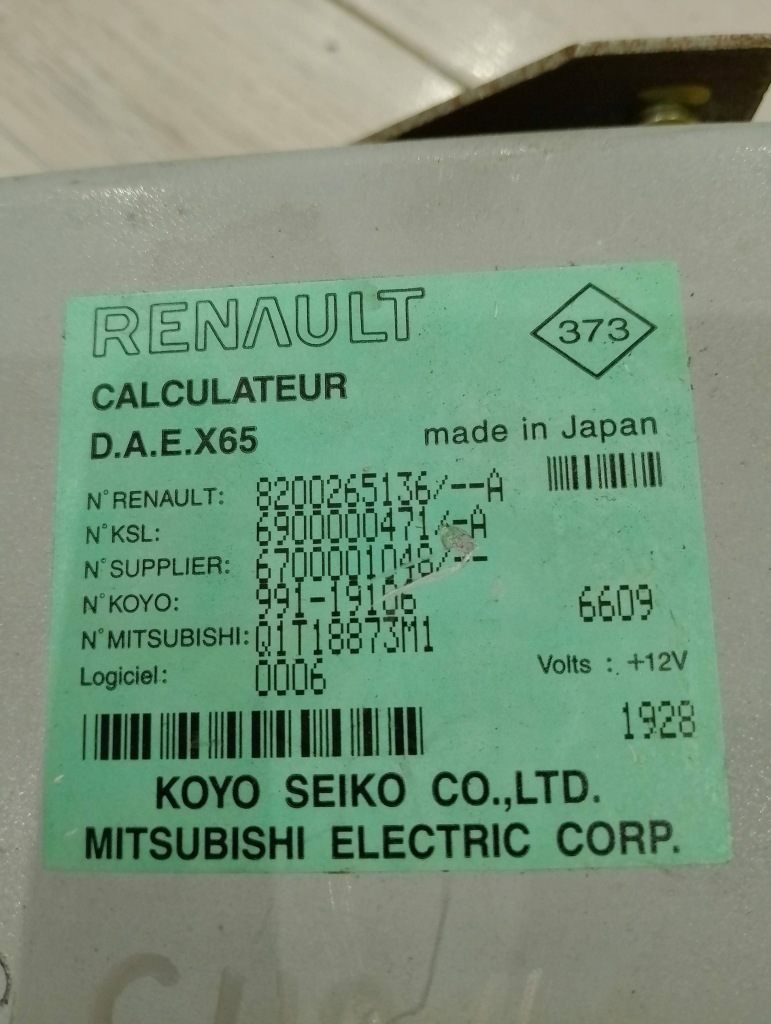 RENAULT
373
CALCULATEUR
D.A.E.X65
made in Japan
N° RENAULT: 8200265136/--A
N° KSL: 6900000471/-A
N° SUPPLIER: 6700001048/--
N° KOYO: 991-19106
6609
N° MITSUBISHI: Q1T18873M1
Logiciel: 0006
Volts : +12V
1928
KOYO SEIKO CO.,LTD.
MITSUBISHI ELECTRIC CORP.